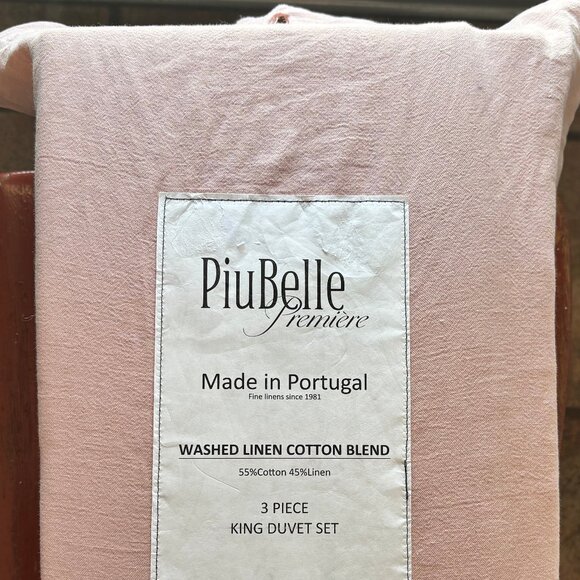 PiuBelle
Première
Made in Portugal
Fine linens since 1981
WASHED LINEN COTTON BLEND
55%Cotton 45%Linen
3 PIECE
KING DUVET SET